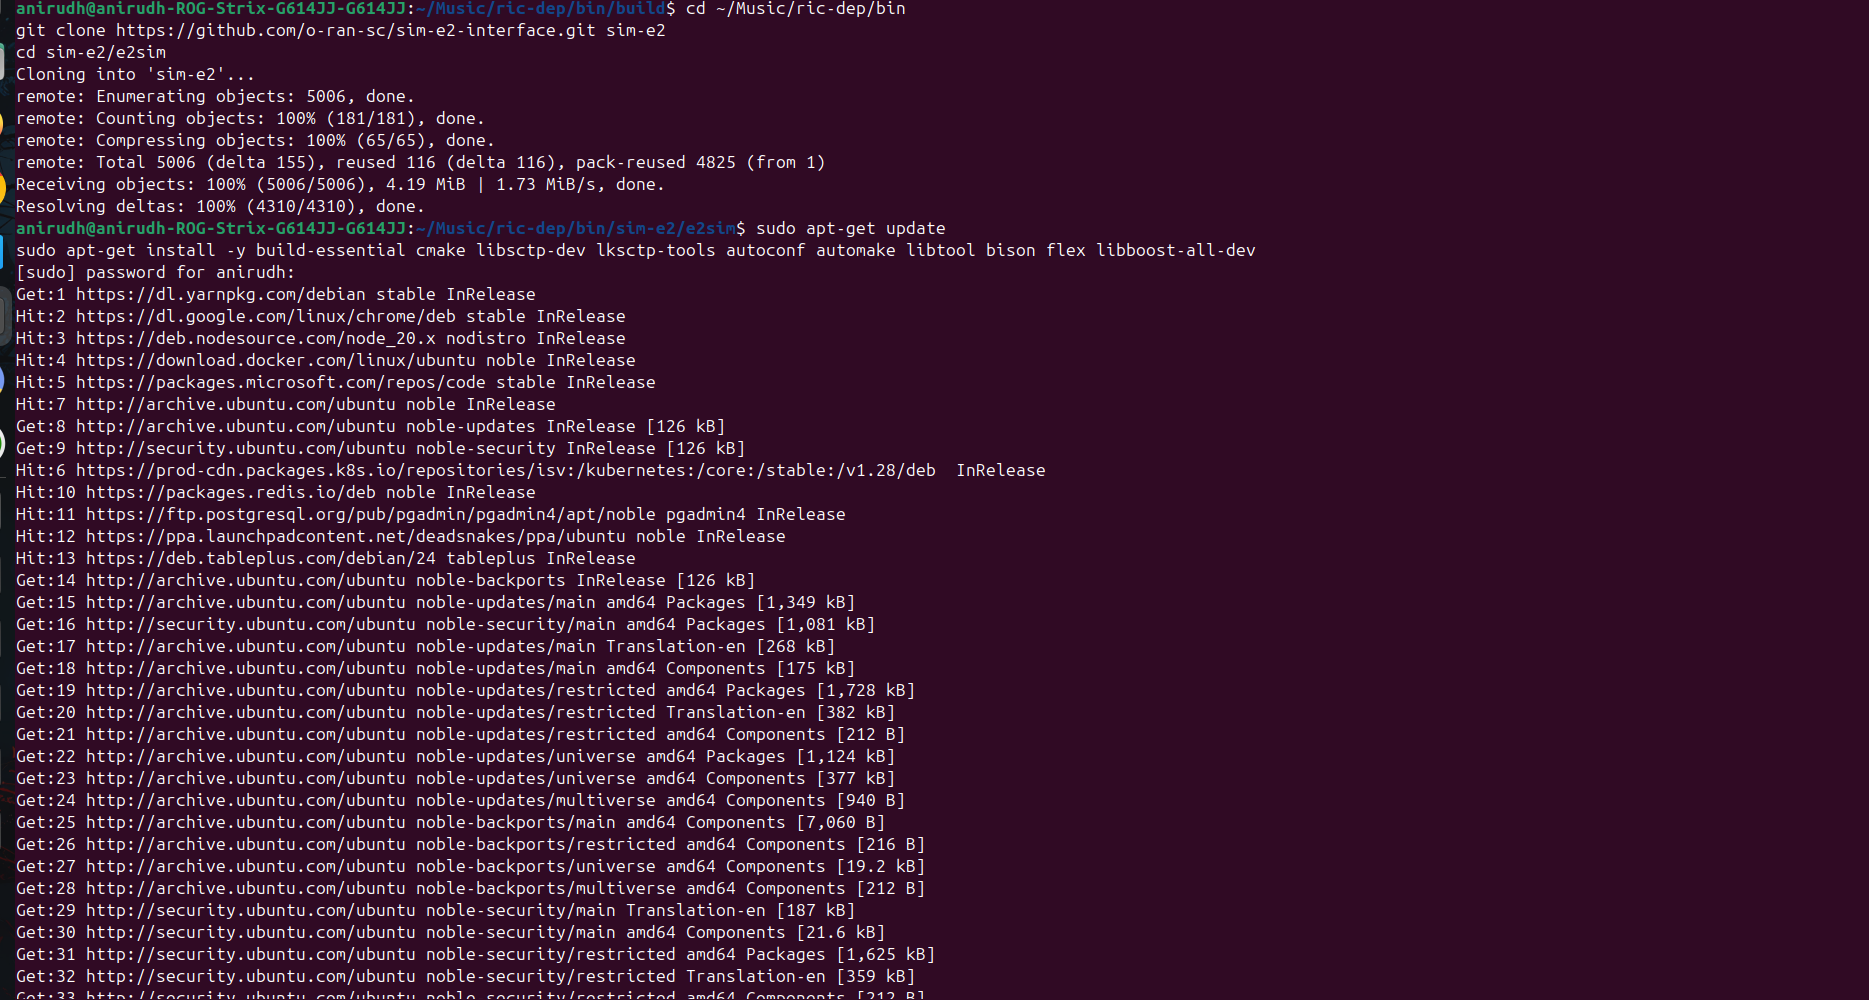 anirudh@anirudh-ROG-Strix-G614JJ-G614JJ:~/Music/ric-dep/bin/build$ cd ~/Music/ric-dep/bin
git clone https://github.com/o-ran-sc/sim-e2-interface.git sim-e2
cd sim-e2/e2sim
Cloning into 'sim-e2'...
remote: Enumerating objects: 5006, done.
remote: Counting objects: 100% (181/181), done.
remote: Compressing objects: 100% (65/65), done.
remote: Total 5006 (delta 155), reused 116 (delta 116), pack-reused 4825 (from 1)
Receiving objects: 100% (5006/5006), 4.19 MiB | 1.73 MiB/s, done.
Resolving deltas: 100% (4310/4310), done.
anirudh@anirudh-ROG-Strix-G614JJ-G614JJ:~/Music/ric-dep/bin/sim-e2/e2sim$ sudo apt-get update
sudo apt-get install -y build-essential cmake libsctp-dev lksctp-tools autoconf automake libtool bison flex libboost-all-dev
[sudo] password for anirudh:
Get:1 https://dl.yarnpkg.com/debian stable InRelease
Hit:2 https://dl.google.com/linux/chrome/deb stable InRelease
Hit:3 https://deb.nodesource.com/node_20.x nodistro InRelease
Hit:4 https://download.docker.com/linux/ubuntu noble InRelease
Hit:5 https://packages.microsoft.com/repos/code stable InRelease
Hit:7 http://archive.ubuntu.com/ubuntu noble InRelease
Get:8 http://archive.ubuntu.com/ubuntu noble-updates InRelease [126 kB]
Get:9 http://security.ubuntu.com/ubuntu noble-security InRelease [126 kB]
Hit:6 https://prod-cdn.packages.k8s.io/repositories/isv:/kubernetes:/core:/stable:/v1.28/deb  InRelease
Hit:10 https://packages.redis.io/deb noble InRelease
Hit:11 https://ftp.postgresql.org/pub/pgadmin/pgadmin4/apt/noble pgadmin4 InRelease
Hit:12 https://ppa.launchpadcontent.net/deadsnakes/ppa/ubuntu noble InRelease
Hit:13 https://deb.tableplus.com/debian/24 tableplus InRelease
Get:14 http://archive.ubuntu.com/ubuntu noble-backports InRelease [126 kB]
Get:15 http://archive.ubuntu.com/ubuntu noble-updates/main amd64 Packages [1,349 kB]
Get:16 http://security.ubuntu.com/ubuntu noble-security/main amd64 Packages [1,081 kB]
Get:17 http://archive.ubuntu.com/ubuntu noble-updates/main Translation-en [268 kB]
Get:18 http://archive.ubuntu.com/ubuntu noble-updates/main amd64 Components [175 kB]
Get:19 http://archive.ubuntu.com/ubuntu noble-updates/restricted amd64 Packages [1,728 kB]
Get:20 http://archive.ubuntu.com/ubuntu noble-updates/restricted Translation-en [382 kB]
Get:21 http://archive.ubuntu.com/ubuntu noble-updates/restricted amd64 Components [212 B]
Get:22 http://archive.ubuntu.com/ubuntu noble-updates/universe amd64 Packages [1,124 kB]
Get:23 http://archive.ubuntu.com/ubuntu noble-updates/universe amd64 Components [377 kB]
Get:24 http://archive.ubuntu.com/ubuntu noble-updates/multiverse amd64 Components [940 B]
Get:25 http://archive.ubuntu.com/ubuntu noble-backports/main amd64 Components [7,060 B]
Get:26 http://archive.ubuntu.com/ubuntu noble-backports/restricted amd64 Components [216 B]
Get:27 http://archive.ubuntu.com/ubuntu noble-backports/universe amd64 Components [19.2 kB]
Get:28 http://archive.ubuntu.com/ubuntu noble-backports/multiverse amd64 Components [212 B]
Get:29 http://security.ubuntu.com/ubuntu noble-security/main Translation-en [187 kB]
Get:30 http://security.ubuntu.com/ubuntu noble-security/main amd64 Components [21.6 kB]
Get:31 http://security.ubuntu.com/ubuntu noble-security/restricted amd64 Packages [1,625 kB]
Get:32 http://security.ubuntu.com/ubuntu noble-security/restricted Translation-en [359 kB]
Get:33 http://security.ubuntu.com/ubuntu noble-security/restricted amd64 Components [212 B]